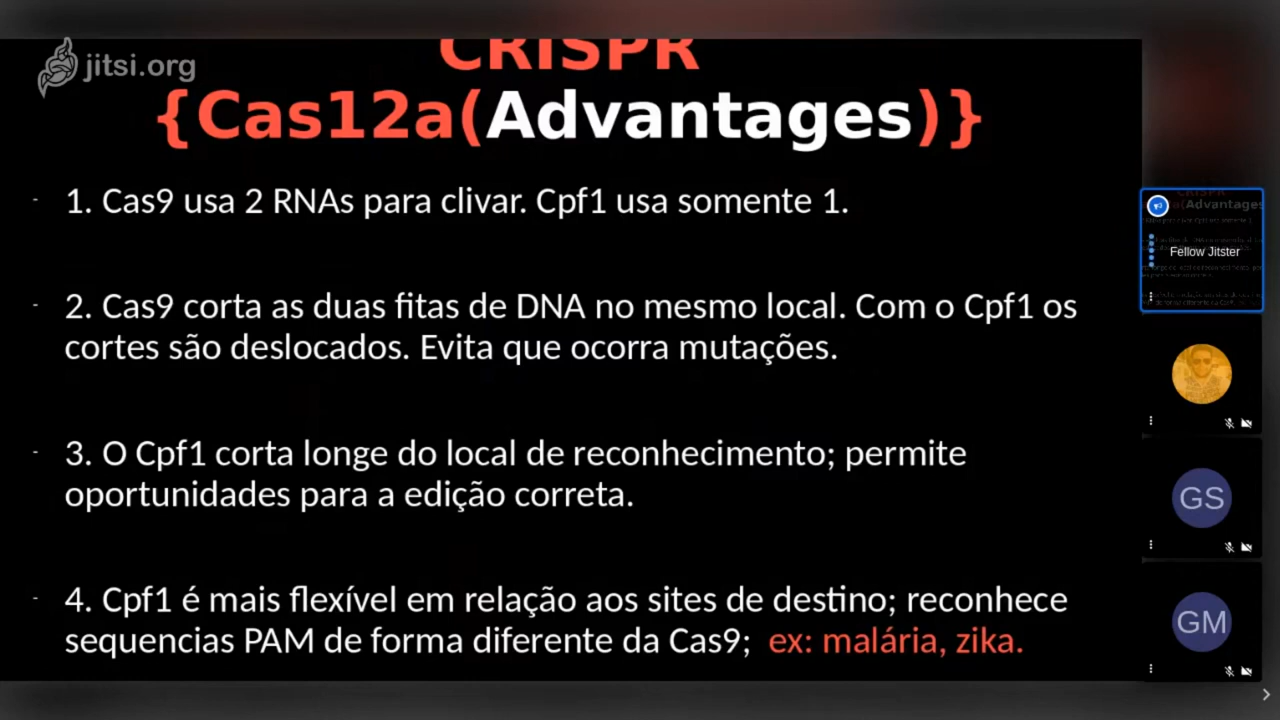 jitsi.org
CRISPR
{Cas12a(Advantages)}
- 1. Cas9 usa 2 RNAs para clivar. Cpf1 usa somente 1.
- 2. Cas9 corta as duas fitas de DNA no mesmo local. Com o Cpf1 os
cortes são deslocados. Evita que ocorra mutações.
- 3. O Cpf1 corta longe do local de reconhecimento; permite
oportunidades para a edição correta.
- 4. Cpf1 é mais flexível em relação aos sites de destino; reconhece
sequencias PAM de forma diferente da Cas9; ex: malária, zika.
Fellow Jitster
GS
GM